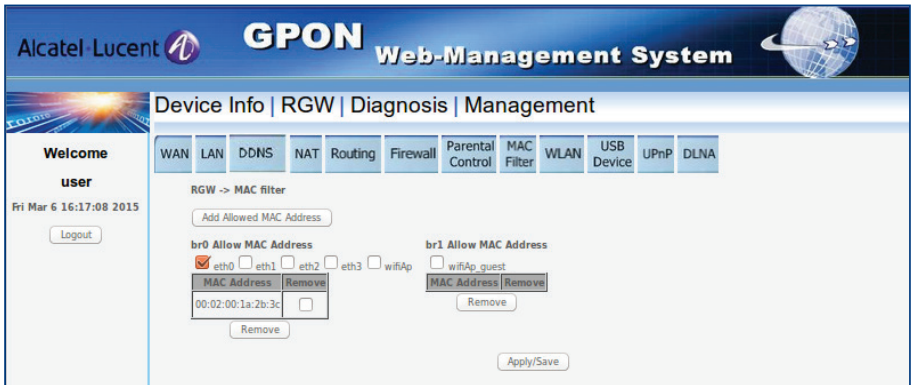 Alcatel·Lucent
GPON Web-Management System
Device Info | RGW | Diagnosis | Management
Welcome
user
Fri Mar 6 16:17:08 2015
Logout
WAN LAN DDNS NAT Routing Firewall Parental Control MAC Filter WLAN USB Device UPnP DLNA
RGW -> MAC filter
Add Allowed MAC Address
br0 Allow MAC Address
eth0 eth1 eth2 eth3 wifiAp
MAC Address Remove
00:02:00:1a:2b:3c
Remove
br1 Allow MAC Address
wifiAp_guest
MAC Address Remove
Remove
Apply/Save